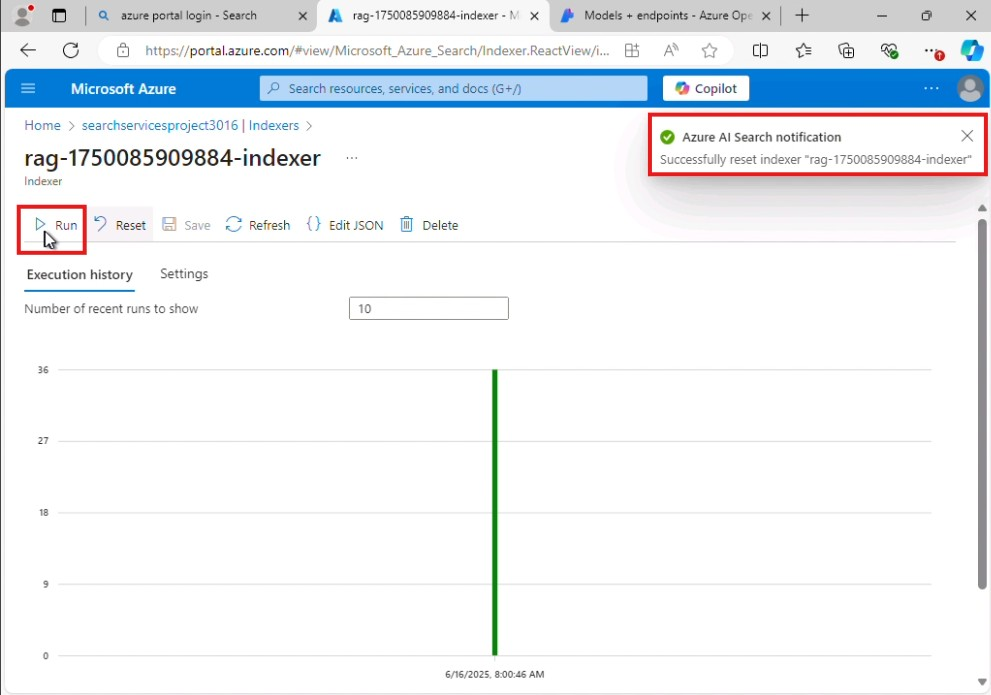 azure portal login - Search
rag-1750085909884-indexer - M
Models + endpoints - Azure Ope
https://portal.azure.com/#view/Microsoft_Azure_Search/Indexer.ReactView/i...
Microsoft Azure
Search resources, services, and docs (G+/)
Copilot
Home > searchservicesproject3016 | Indexers >
rag-1750085909884-indexer ...
Indexer
Azure AI Search notification
Successfully reset indexer "rag-1750085909884-indexer"
Run Reset Save Refresh Edit JSON Delete
Execution history Settings
Number of recent runs to show 10
36
27
18
9
0
6/16/2025, 8:00:46 AM